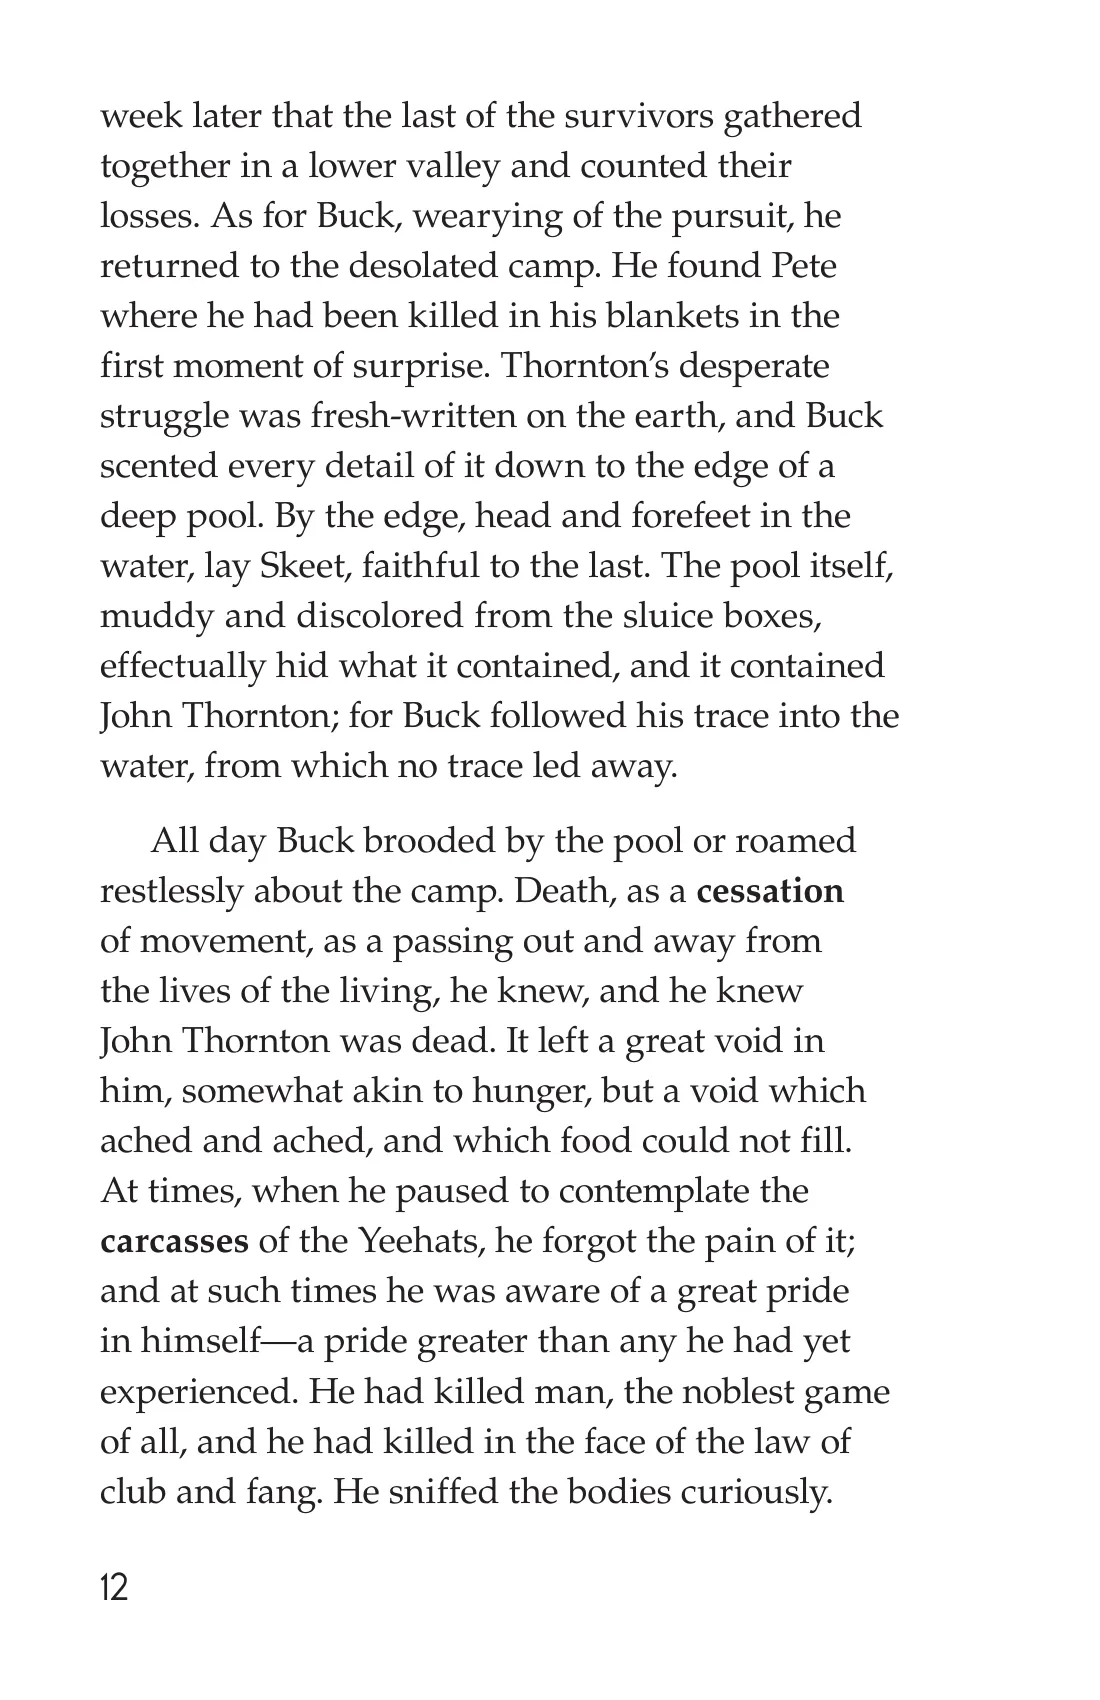 week later that the last of the survivors gathered
together in a lower valley and counted their
losses. As for Buck, wearying of the pursuit, he
returned to the desolated camp. He found Pete
where he had been killed in his blankets in the
first moment of surprise. Thornton’s desperate
struggle was fresh-written on the earth, and Buck
scented every detail of it down to the edge of a
deep pool. By the edge, head and forefeet in the
water, lay Skeet, faithful to the last. The pool itself,
muddy and discolored from the sluice boxes,
effectually hid what it contained, and it contained
John Thornton; for Buck followed his trace into the
water, from which no trace led away.
All day Buck brooded by the pool or roamed
restlessly about the camp. Death, as a cessation
of movement, as a passing out and away from
the lives of the living, he knew, and he knew
John Thornton was dead. It left a great void in
him, somewhat akin to hunger, but a void which
ached and ached, and which food could not fill.
At times, when he paused to contemplate the
carcasses of the Yeehats, he forgot the pain of it;
and at such times he was aware of a great pride
in himself—a pride greater than any he had yet
experienced. He had killed man, the noblest game
of all, and he had killed in the face of the law of
club and fang. He sniffed the bodies curiously.
12